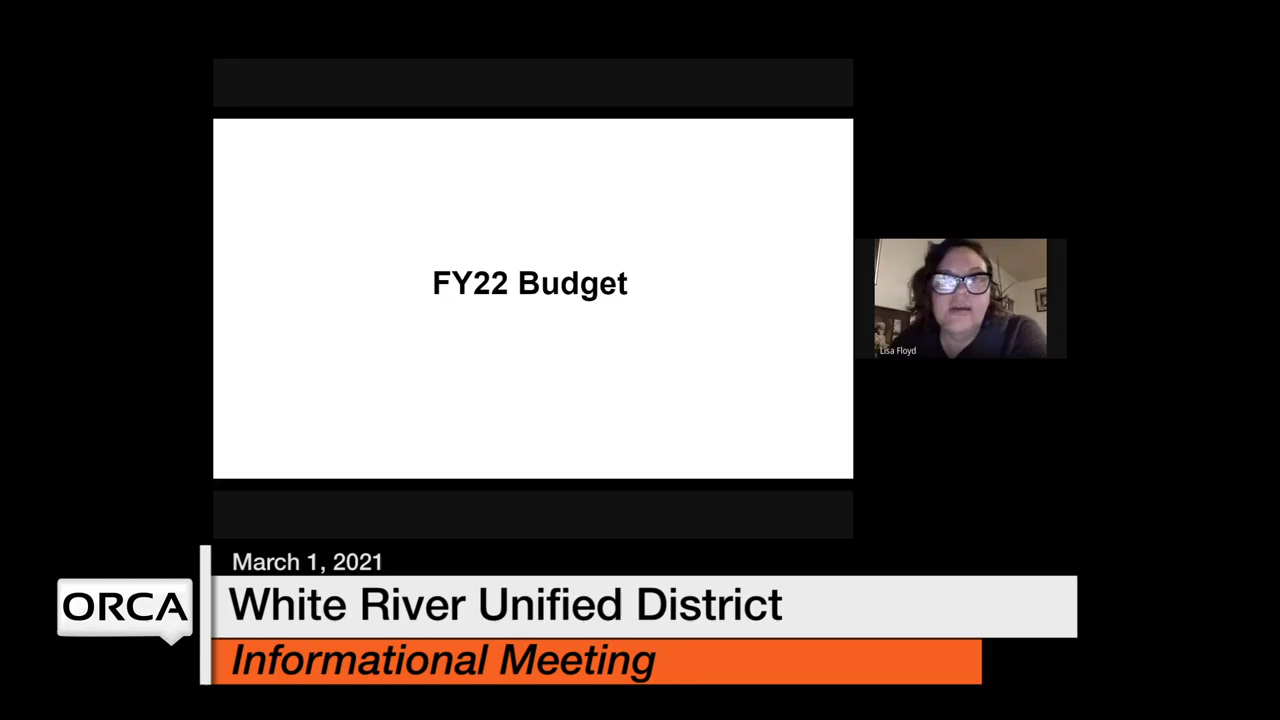 FY22 Budget
Lisa Floyd
March 1, 2021
ORCA
White River Unified District
Informational Meeting